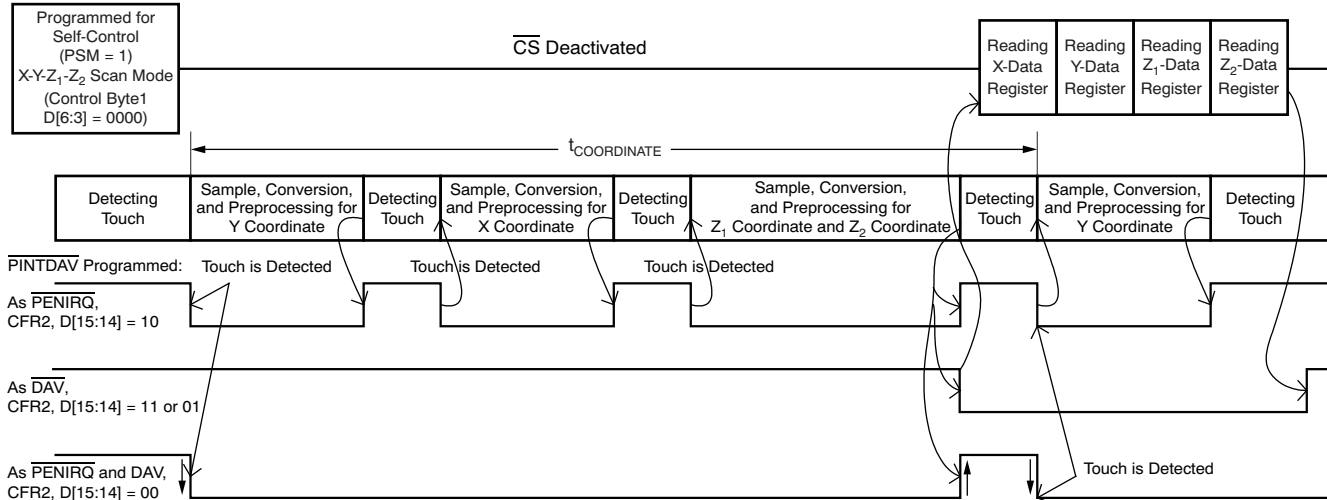 Programmed for
Self-Control
(PSM = 1)
X-Y-Z1-Z2 Scan Mode
(Control Byte1
D[6:3] = 0000)
CS Deactivated
Reading
X-Data
Register
Reading
Y-Data
Register
Reading
Z1-Data
Register
Reading
Z2-Data
Register
tCOORDINATE
Detecting
Touch
Sample, Conversion,
and Preprocessing for
Y Coordinate
Detecting
Touch
Sample, Conversion,
and Preprocessing for
X Coordinate
Detecting
Touch
Sample, Conversion,
and Preprocessing for
Z1 Coordinate and Z2 Coordinate
Detecting
Touch
Sample, Conversion,
and Preprocessing for
Y Coordinate
Detecting
Touch
PINTDAV Programmed:
Touch is Detected
Touch is Detected
Touch is Detected
As PENIRQ,
CFR2, D[15:14] = 10
As DAV,
CFR2, D[15:14] = 11 or 01
As PENIRQ and DAV,
CFR2, D[15:14] = 00
Touch is Detected